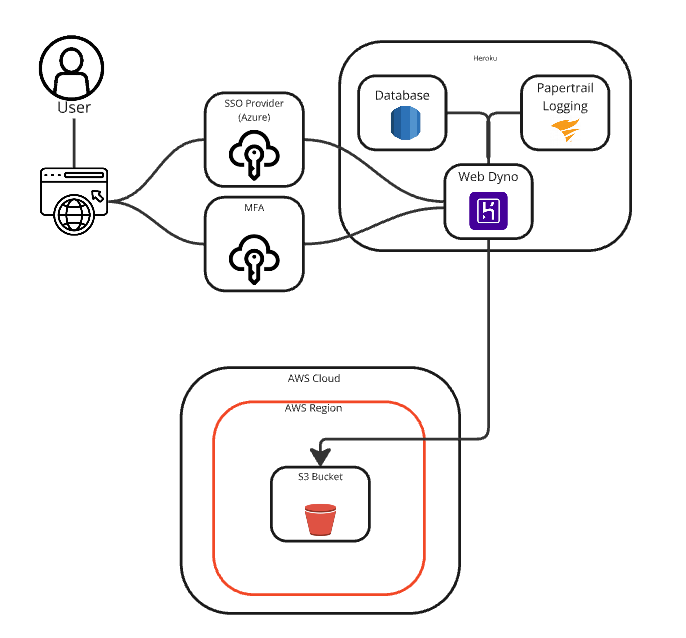 User
SSO Provider
(Azure)
MFA
Heroku
Database
Papertrail
Logging
Web Dyno
AWS Cloud
AWS Region
S3 Bucket